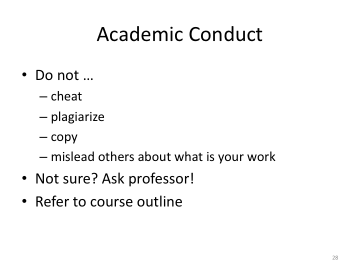 Academic Conduct
• Do not …
– cheat
– plagiarize
– copy
– mislead others about what is your work
• Not sure? Ask professor!
• Refer to course outline
28